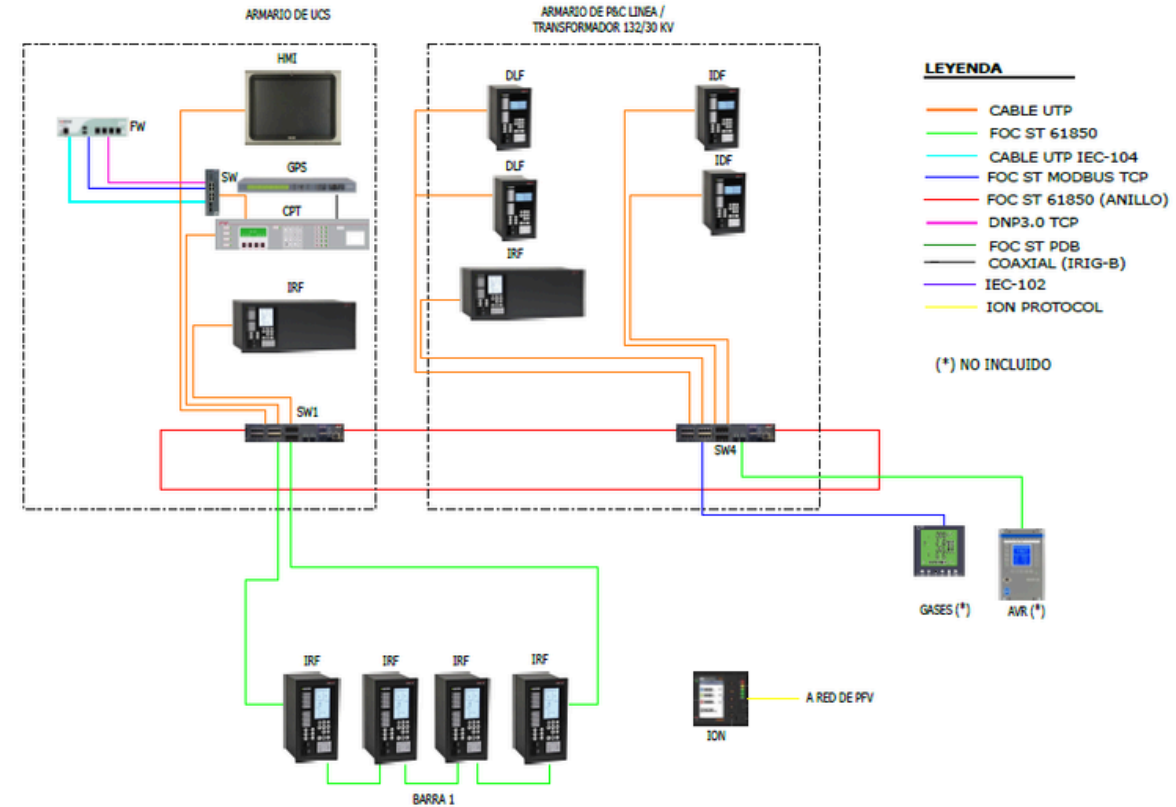 ARMARIO DE UCS
ARMARIO DE P&C LINEA /
TRANSFORMADOR 132/30 KV
HMI
FW
SW
GPS
CPT
IRF
SW1
DLF
DLF
IRF
IDF
IDF
SW4
LEYENDA
CABLE UTP
FOC ST 61850
CABLE UTP IEC-104
FOC ST MODBUS TCP
FOC ST 61850 (ANILLO)
DNP3.0 TCP
FOC ST PDB
COAXIAL (IRIG-B)
IEC-102
ION PROTOCOL
(*) NO INCLUIDO
GASES (*)
AVR (*)
IRF
IRF
IRF
IRF
BARRA 1
ION
A RED DE PFV